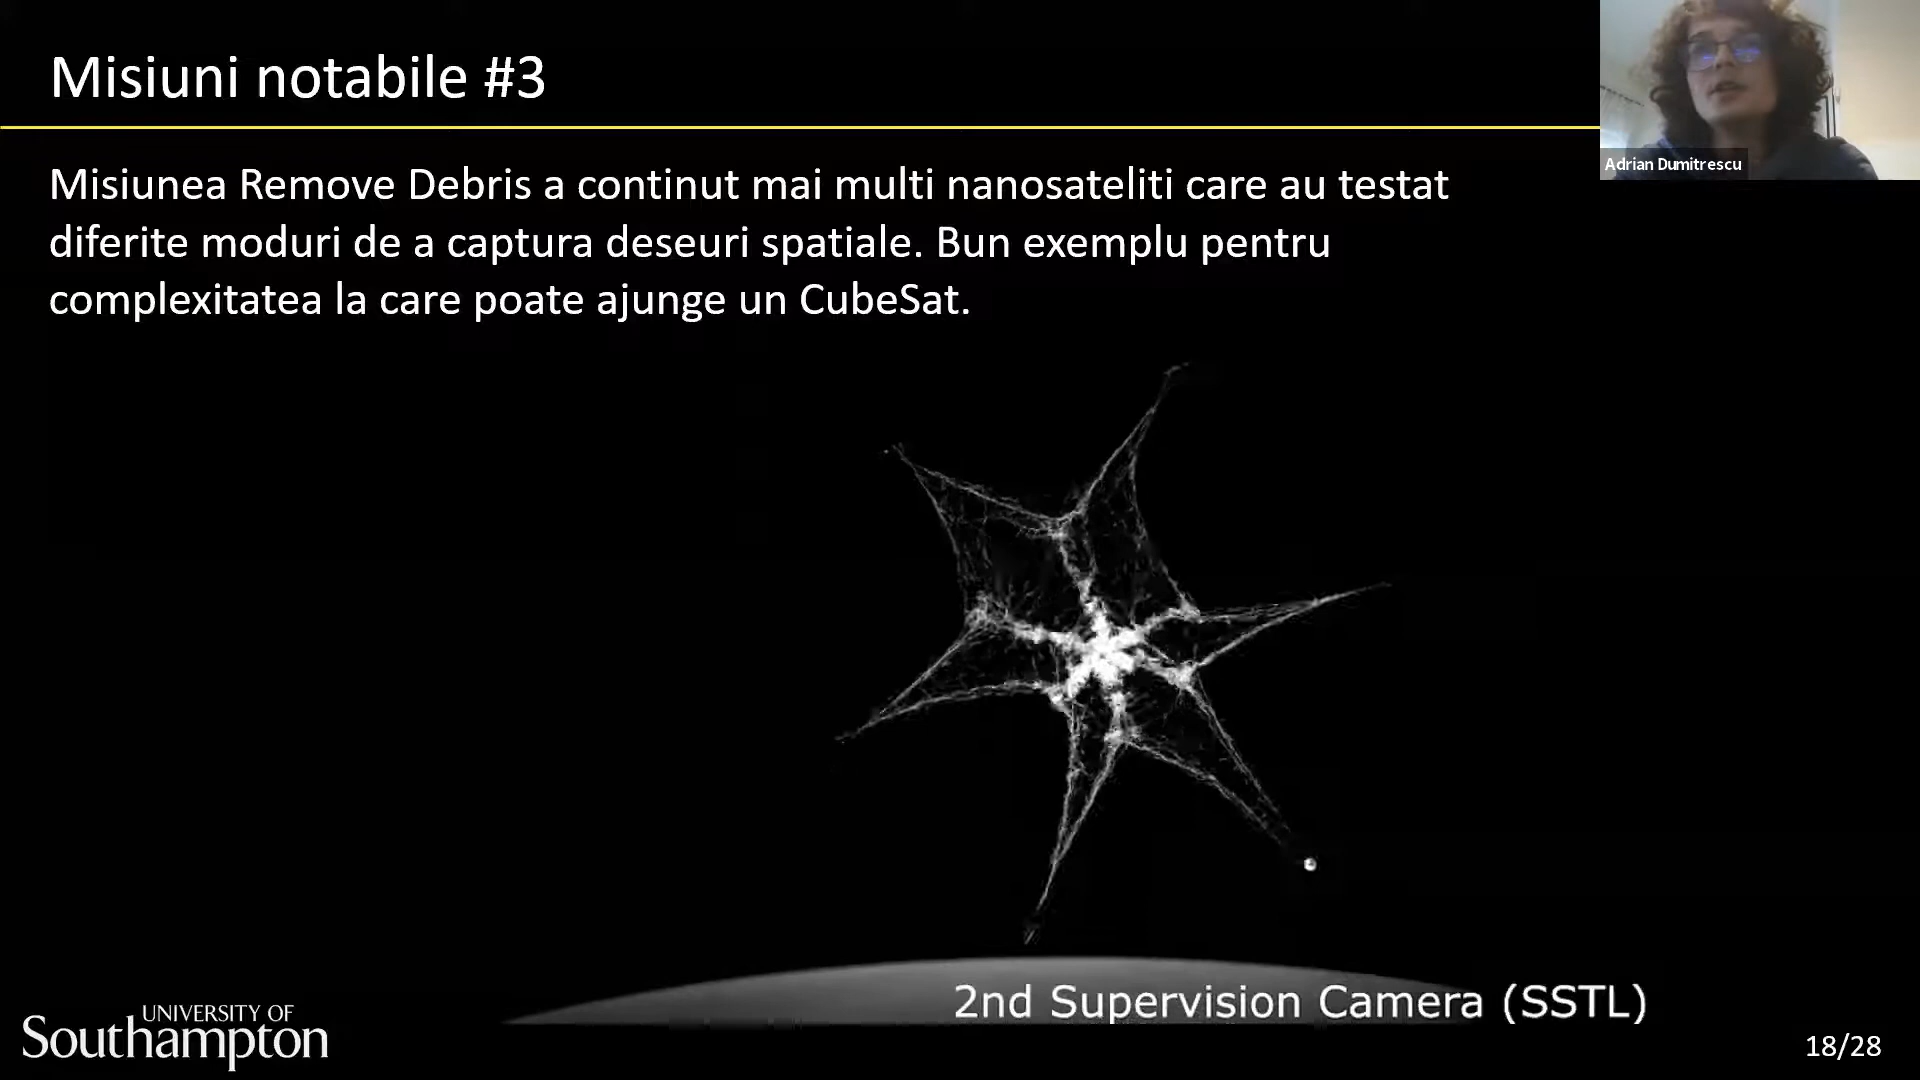 Misiuni notabile #3
Adrian Dumitrescu
Misiunea Remove Debris a continut mai multi nanosateliti care au testat
diferite moduri de a captura deseuri spatiale. Bun exemplu pentru
complexitatea la care poate ajunge un CubeSat.
2nd Supervision Camera (SSTL)
UNIVERSITY OF
Southampton
18/28